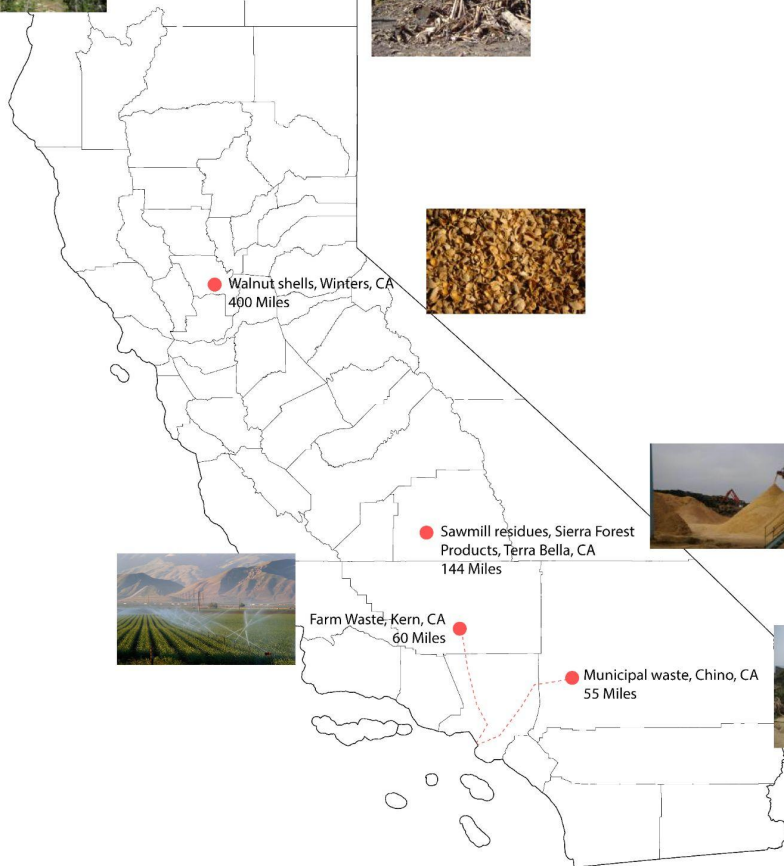 Walnut shells, Winters, CA
400 Miles
Sawmill residues, Sierra Forest
Products, Terra Bella, CA
144 Miles
Farm Waste, Kern, CA
60 Miles
Municipal waste, Chino, CA
55 Miles